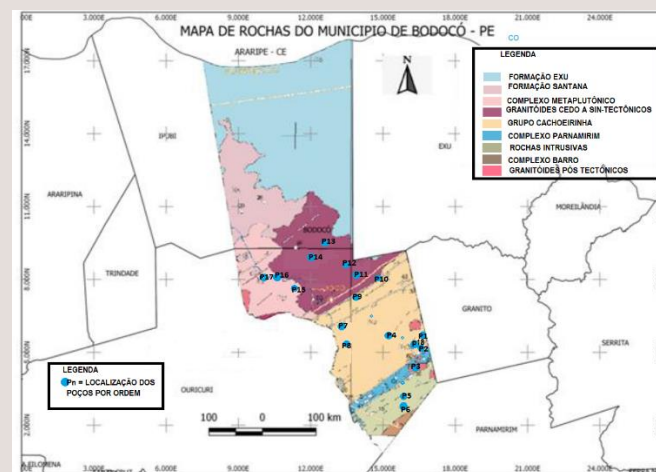 MAPA DE ROCHAS DO MUNICIPIO DE BODOCÓ - PE
CO
ARARIPE - CE
LEGENDA
FORMAÇÃO EXU
FORMAÇÃO SANTANA
COMPLEXO METAPLUTÔNICO
GRANITÓIDES CEDO A SIN-TECTÔNICOS
GRUPO CACHOEIRINHA
COMPLEXO PARNAMIRIM
ROCHAS INTRUSIVAS
COMPLEXO BARRO
GRANITÓIDES PÓS TECTÔNICOS
N
IPUBI
EXU
ARARIPINA
MOREILÂNDIA
BODOCÓ
P13
P14
P12
TRINDADE
P17
P16
P11
P10
P15
P9
GRANITO
P7
P4
P1
P8
P18
P2
SERRITA
P3
LEGENDA
Pn = LOCALIZAÇÃO DOS
POÇOS POR ORDEM
OURICURI
P5
P6
PARNAMIRIM
100 0 100 km
17.000N
14.000N
11.000N
8.000N
2.000N
00E
3.000E
6.000E
9.000E
12.000E
15.000E
18.000E
21.000E
24.000E